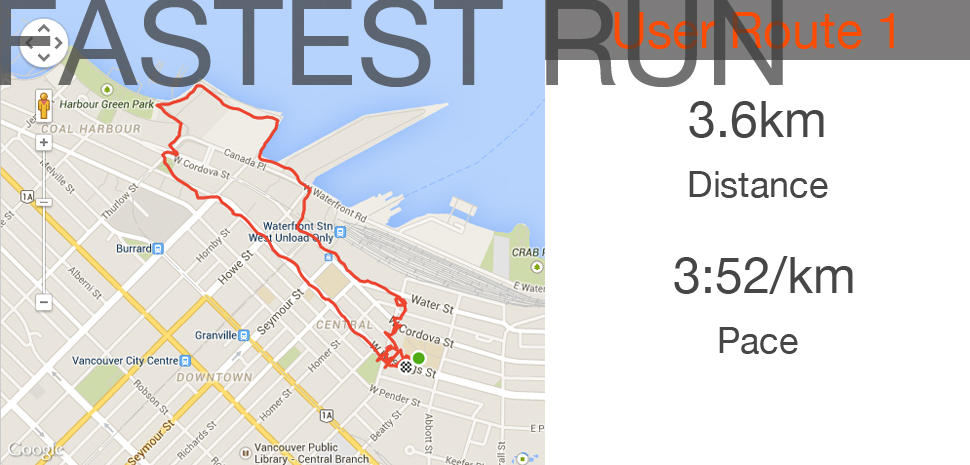 FASTEST RUN
User Route 1
3.6km
Distance
3:52/km
Pace
Harbour Green Park
COAL HARBOUR
Canada Pl
W Cordova St
Melville St
1A
Thurlow St
W Waterfront Rd
Waterfront Stn
West Unload Only
Burrard
Hornby St
Howe St
CRAB
E Water
Alberni St
Seymour St
Water St
CENTRAL
Cordova St
Granville
Homer St
Vancouver City Centre
DOWNTOWN
W Pender St
Robson St
Homer St
1A
Beatty St
Abbott St
Seymour St
Richards St
Vancouver Public
Library - Central Branch
Keefer
Google